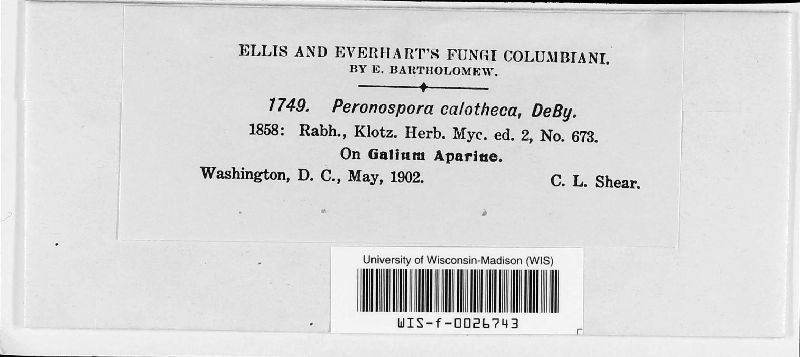 ELLIS AND EVERHART'S FUNGI COLUMBIANI.
BY E. BARTHOLOMEW.
1749. Peronospora calotheca, DeBy.
1858: Rabh., Klotz. Herb. Myc. ed. 2, No. 673.
On Galium Aparine.
Washington, D. C., May, 1902. C. L. Shear.
University of Wisconsin-Madison (WIS)
WIS-f-0026743